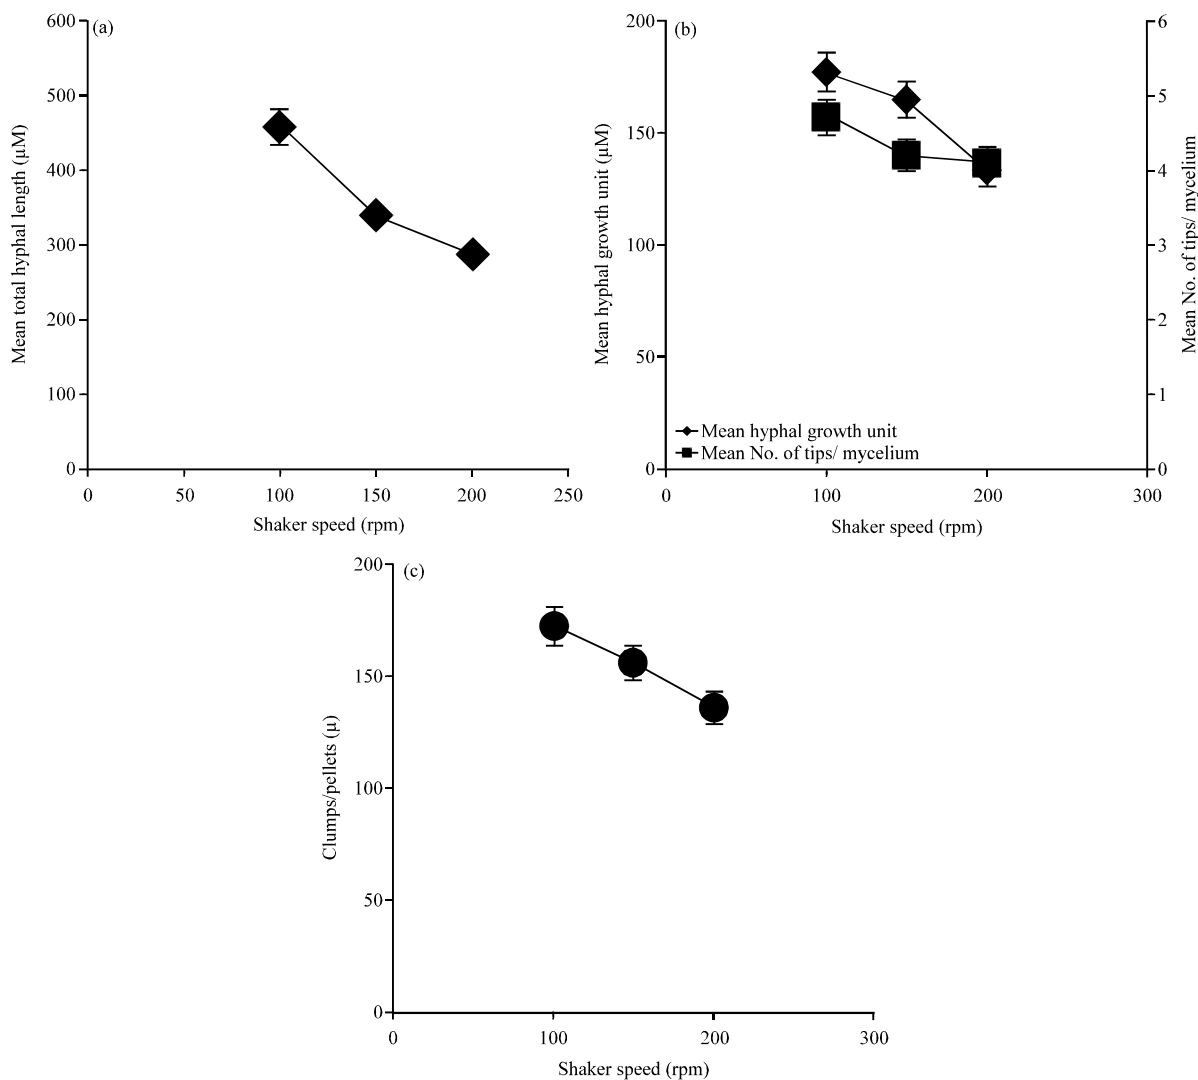 (a)
600
500
400
300
200
100
0
Mean total hyphal length (µM)
0 50 100 150 200 250
Shaker speed (rpm)
(b)
200
150
100
50
0
Mean hyphal growth unit (µM)
6
5
4
3
2
1
0
Mean No. of tips/ mycelium
Mean hyphal growth unit
Mean No. of tips/ mycelium
0 100 200 300
Shaker speed (rpm)
(c)
200
150
100
50
0
Clumps/pellets (µ)
0 100 200 300
Shaker speed (rpm)